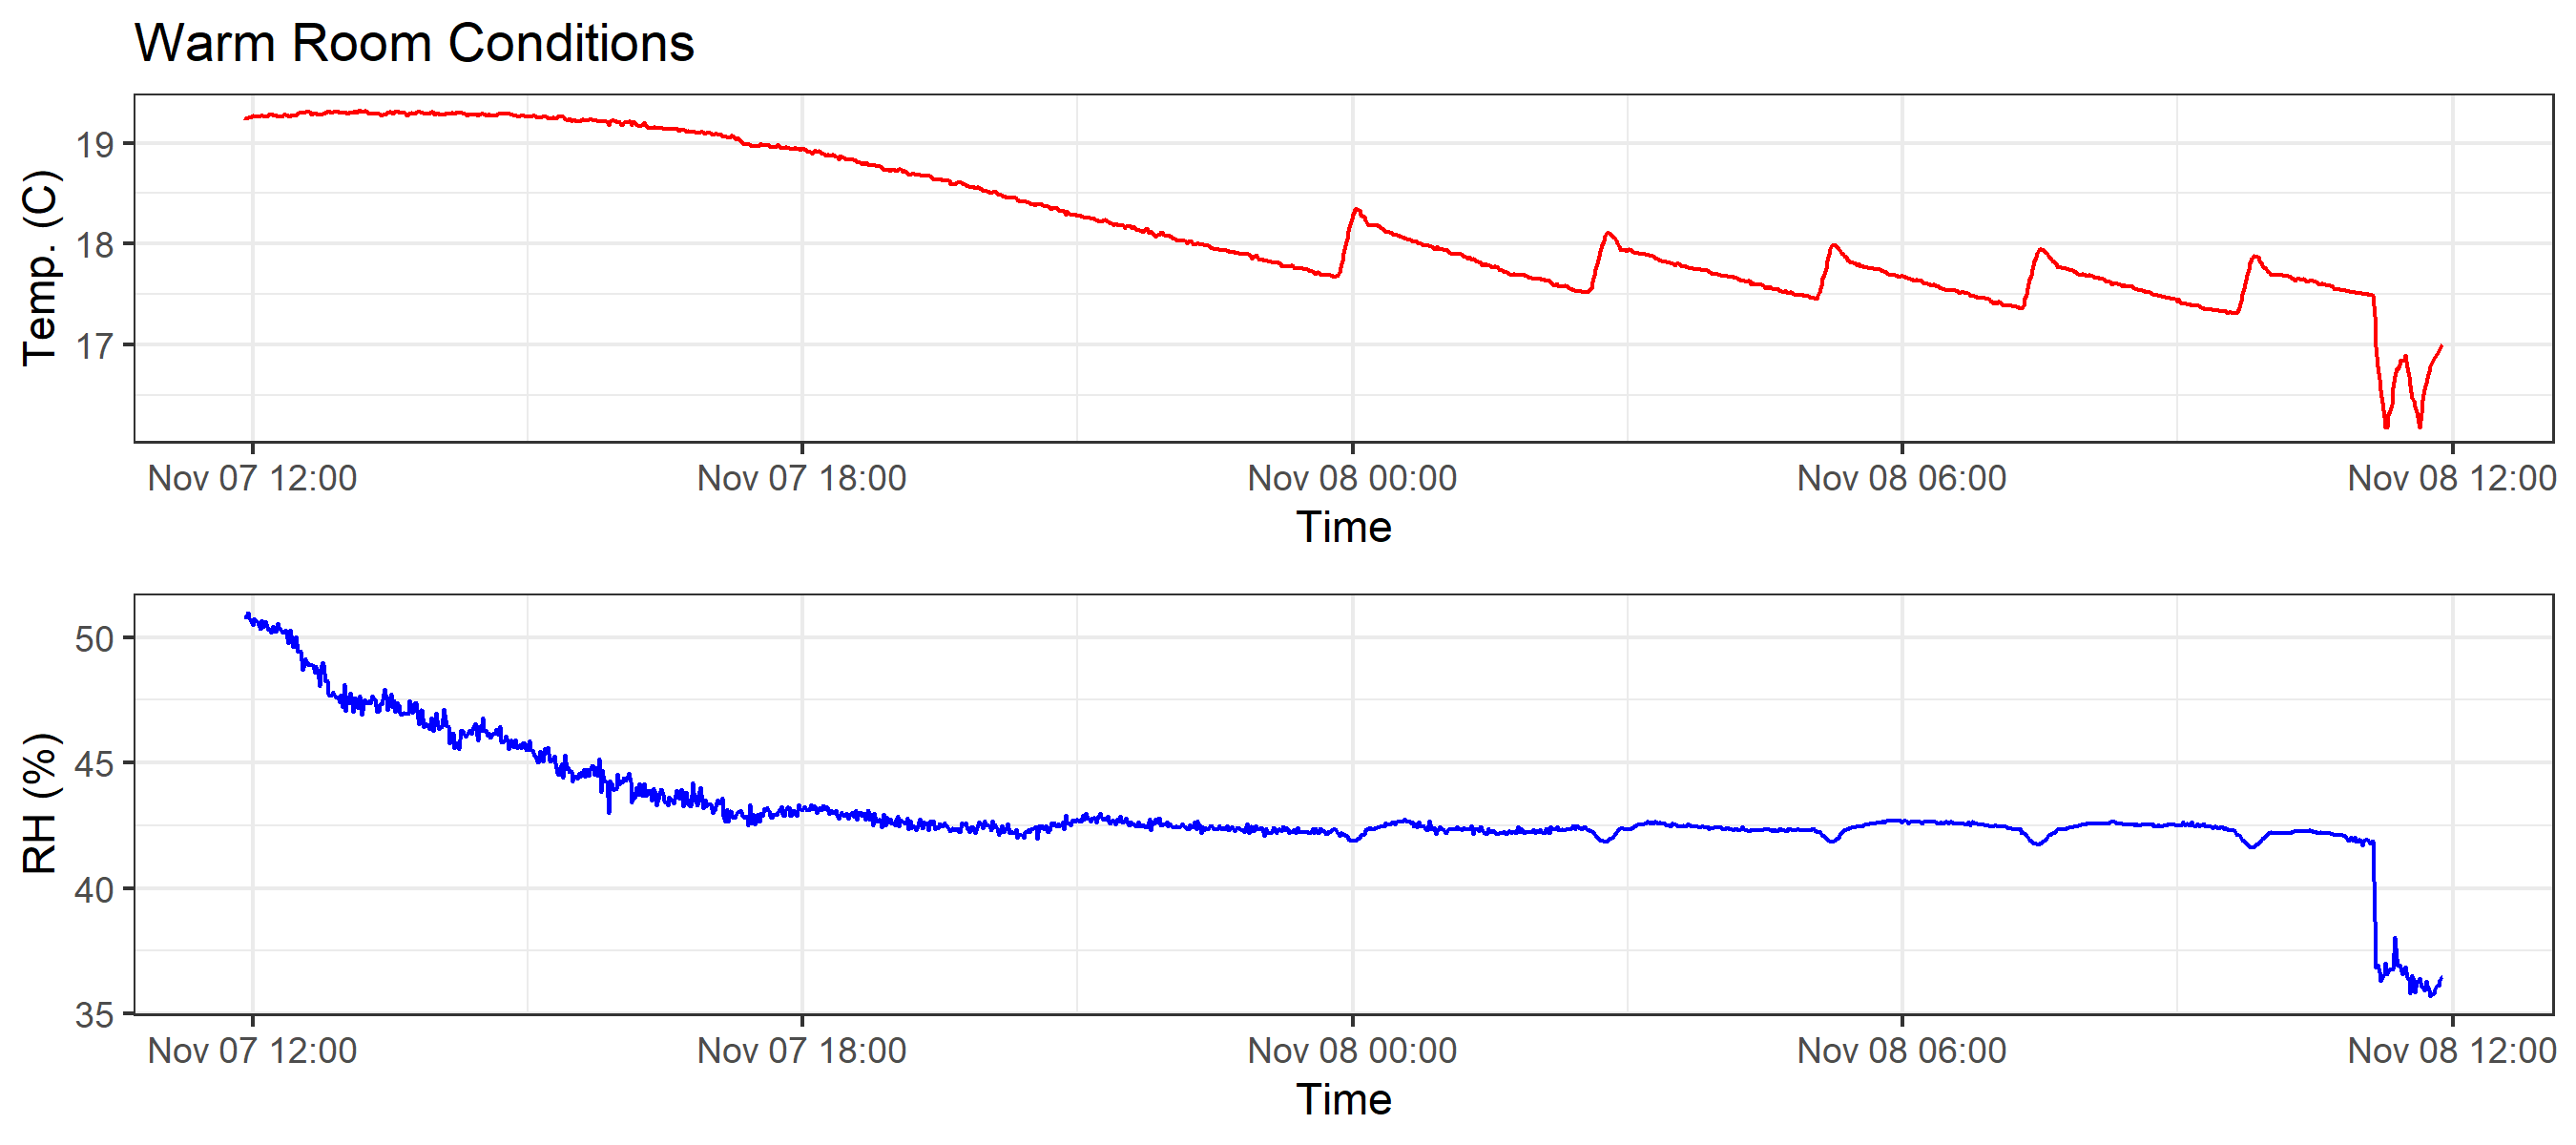 Warm Room Conditions
Temp. (C)
19
18
17
Nov 07 12:00 Nov 07 18:00 Nov 08 00:00 Nov 08 06:00 Nov 08 12:00
Time
RH (%)
50
45
40
35
Nov 07 12:00 Nov 07 18:00 Nov 08 00:00 Nov 08 06:00 Nov 08 12:00
Time